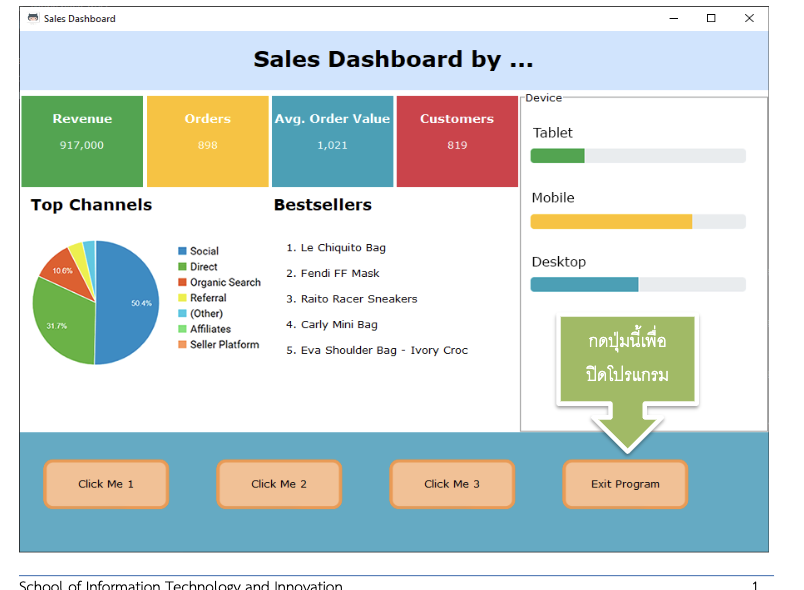 Sales Dashboard
Sales Dashboard by ...
Revenue
917,000
Orders
898
Avg. Order Value
1,021
Customers
819
Device
Tablet
Mobile
Desktop
Top Channels
10.6%
50.4%
31.7%
Social
Direct
Organic Search
Referral
(Other)
Affiliates
Seller Platform
Bestsellers
1. Le Chiquito Bag
2. Fendi FF Mask
3. Raito Racer Sneakers
4. Carly Mini Bag
5. Eva Shoulder Bag - Ivory Croc
กดปุ่มนี้เพื่อ
ปิดโปรแกรม
Click Me 1
Click Me 2
Click Me 3
Exit Program
School of Information Technology and Innovation
1